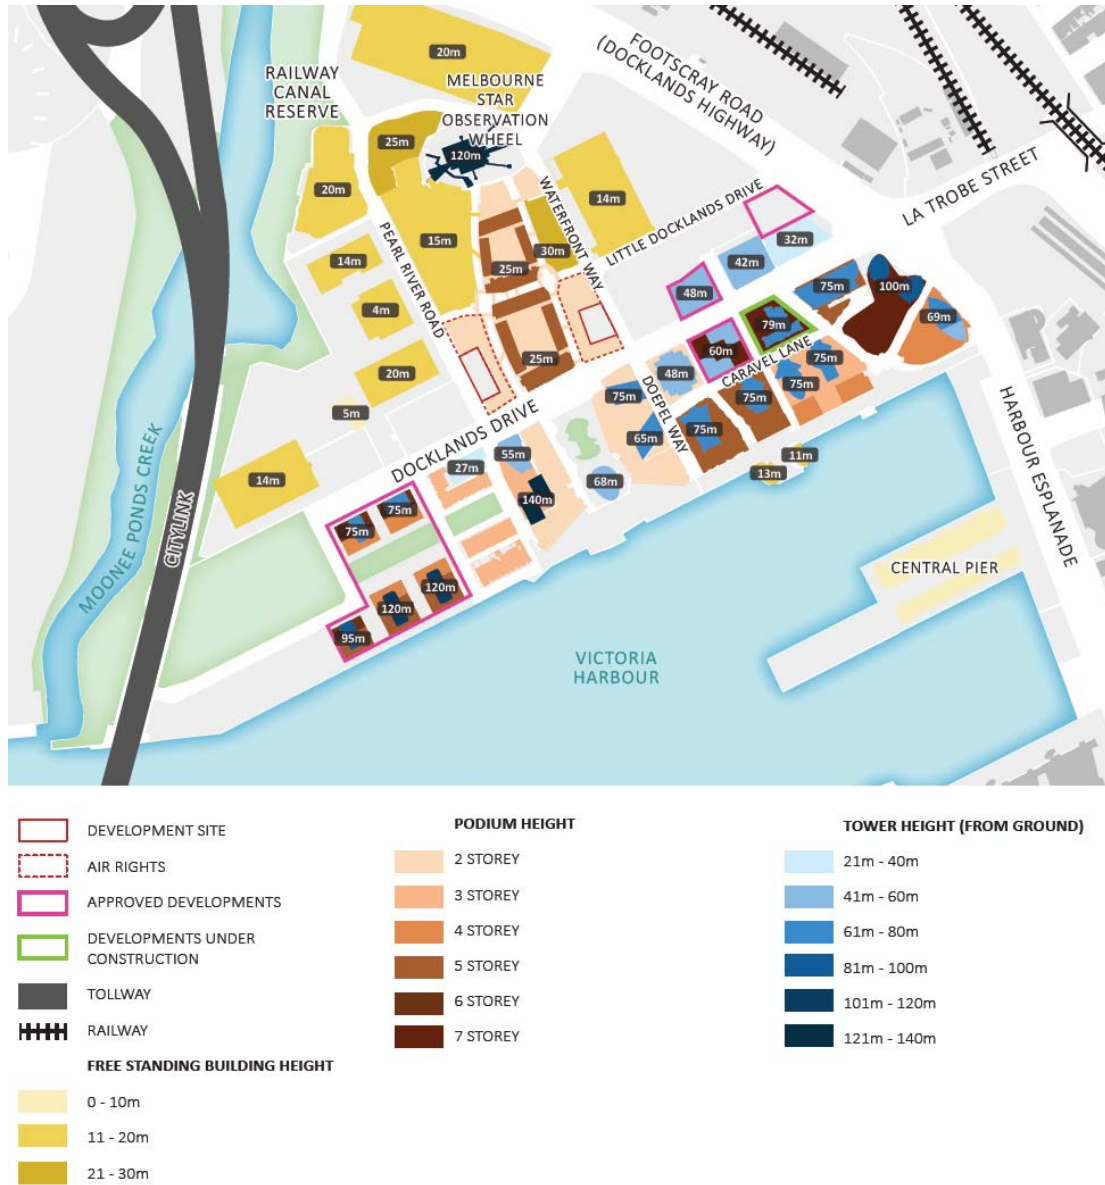 20m
RAILWAY
CANAL
RESERVE
MELBOURNE
STAR
OBSERVATION
WHEEL
FOOTSCRAY ROAD
(DOCKLANDS HIGHWAY)
25m
120m
20m
WATERFRONT WAY
14m
LITTLE DOCKLANDS DRIVE
LA TROBE STREET
PEARL RIVER ROAD
15m
30m
32m
14m
25m
42m
48m
75m
100m
4m
79m
69m
60m
CARAVEL LANE
25m
20m
48m
75m
75m
5m
DOCKLANDS DRIVE
75m
DOEPEL WAY
75m
HARBOUR ESPLANADE
65m
75m
55m
11m
27m
13m
14m
68m
140m
75m
75m
MOONEE PONDS CREEK
CITYLINK
CENTRAL PIER
120m
120m
95m
VICTORIA
HARBOUR
DEVELOPMENT SITE
AIR RIGHTS
APPROVED DEVELOPMENTS
DEVELOPMENTS UNDER
CONSTRUCTION
TOLLWAY
RAILWAY
FREE STANDING BUILDING HEIGHT
0 - 10m
11 - 20m
21 - 30m
PODIUM HEIGHT
2 STOREY
3 STOREY
4 STOREY
5 STOREY
6 STOREY
7 STOREY
TOWER HEIGHT (FROM GROUND)
21m - 40m
41m - 60m
61m - 80m
81m - 100m
101m - 120m
121m - 140m